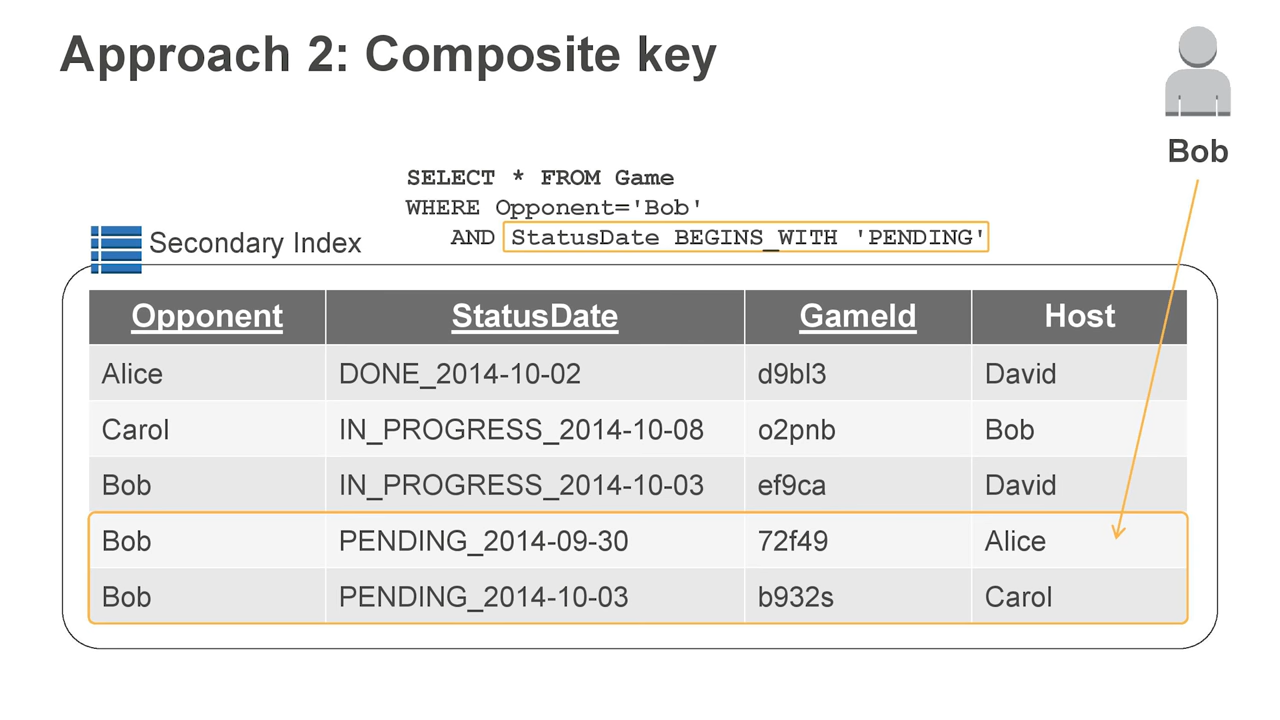 Approach 2: Composite key
Bob
SELECT * FROM Game
WHERE Opponent='Bob'
AND StatusDate BEGINS_WITH 'PENDING'
Secondary Index
Opponent StatusDate GameId Host
Alice DONE_2014-10-02 d9bl3 David
Carol IN_PROGRESS_2014-10-08 o2pnb Bob
Bob IN_PROGRESS_2014-10-03 ef9ca David
Bob PENDING_2014-09-30 72f49 Alice
Bob PENDING_2014-10-03 b932s Carol